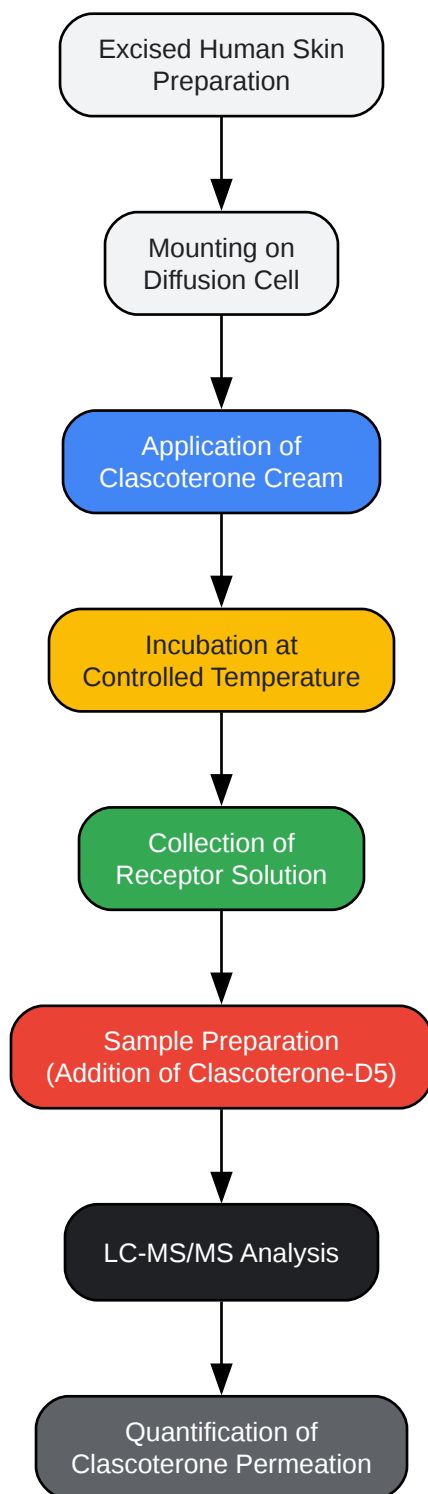 Excised Human Skin
Preparation
Mounting on
Diffusion Cell
Application of
Clascoterone Cream
Incubation at
Controlled Temperature
Collection of
Receptor Solution
Sample Preparation
(Addition of Clascoterone-D5)
LC-MS/MS Analysis
Quantification of
Clascoterone Permeation